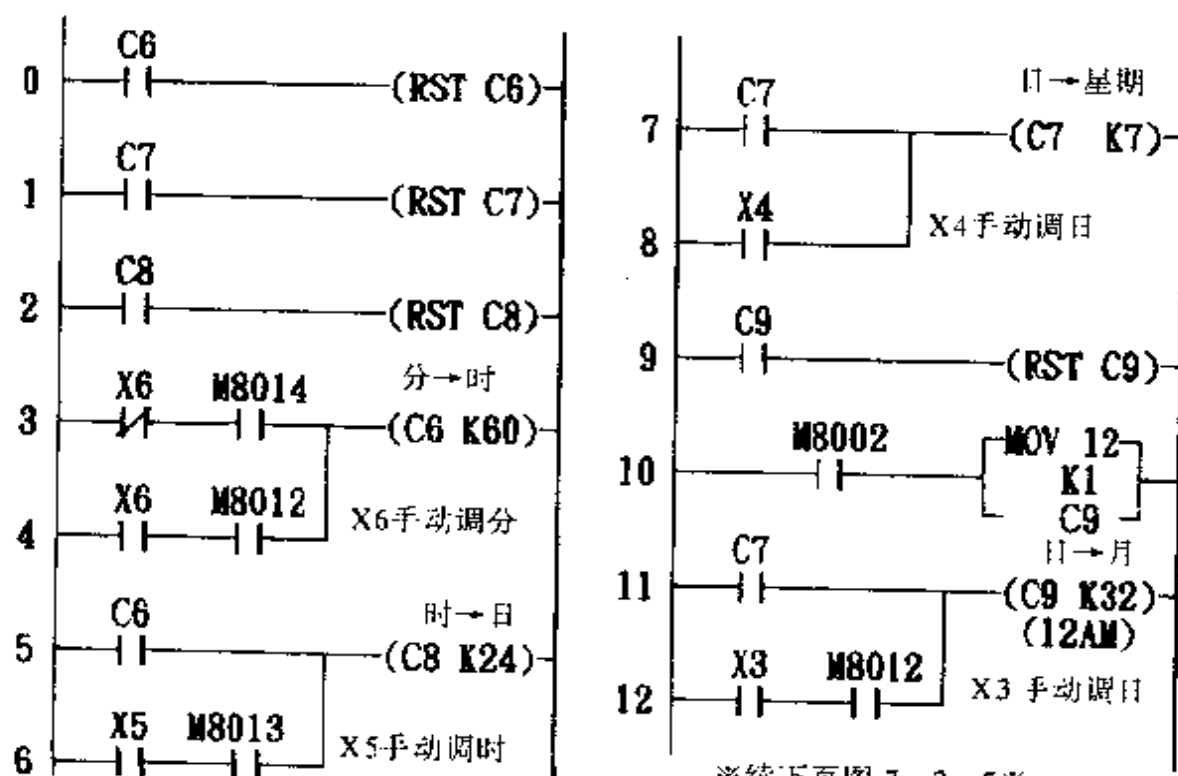 C6
0 (RST C6)
C7
1 (RST C7)
C8
2 (RST C8)
分→时
X6 M8014
3 (C6 K60)
X6 M8012
4 X6手动调分
C6 时→日
5 (C8 K24)
X5 M8013
6 X5手动调时
日→星期
C7
7 (C7 K7)
X4
8 X4手动调日
C9
9 (RST C9)
M8002 MOV 12
10 K1
C9
C7 日→月
11 (C9 K32)
(12AM)
X3 M8012
12 X3 手动调日